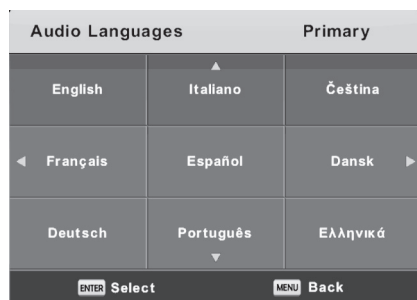 Audio Languages Primary
English Italiano Čeština
Français Español Dansk
Deutsch Português Ελληνικά
ENTER Select MENU Back